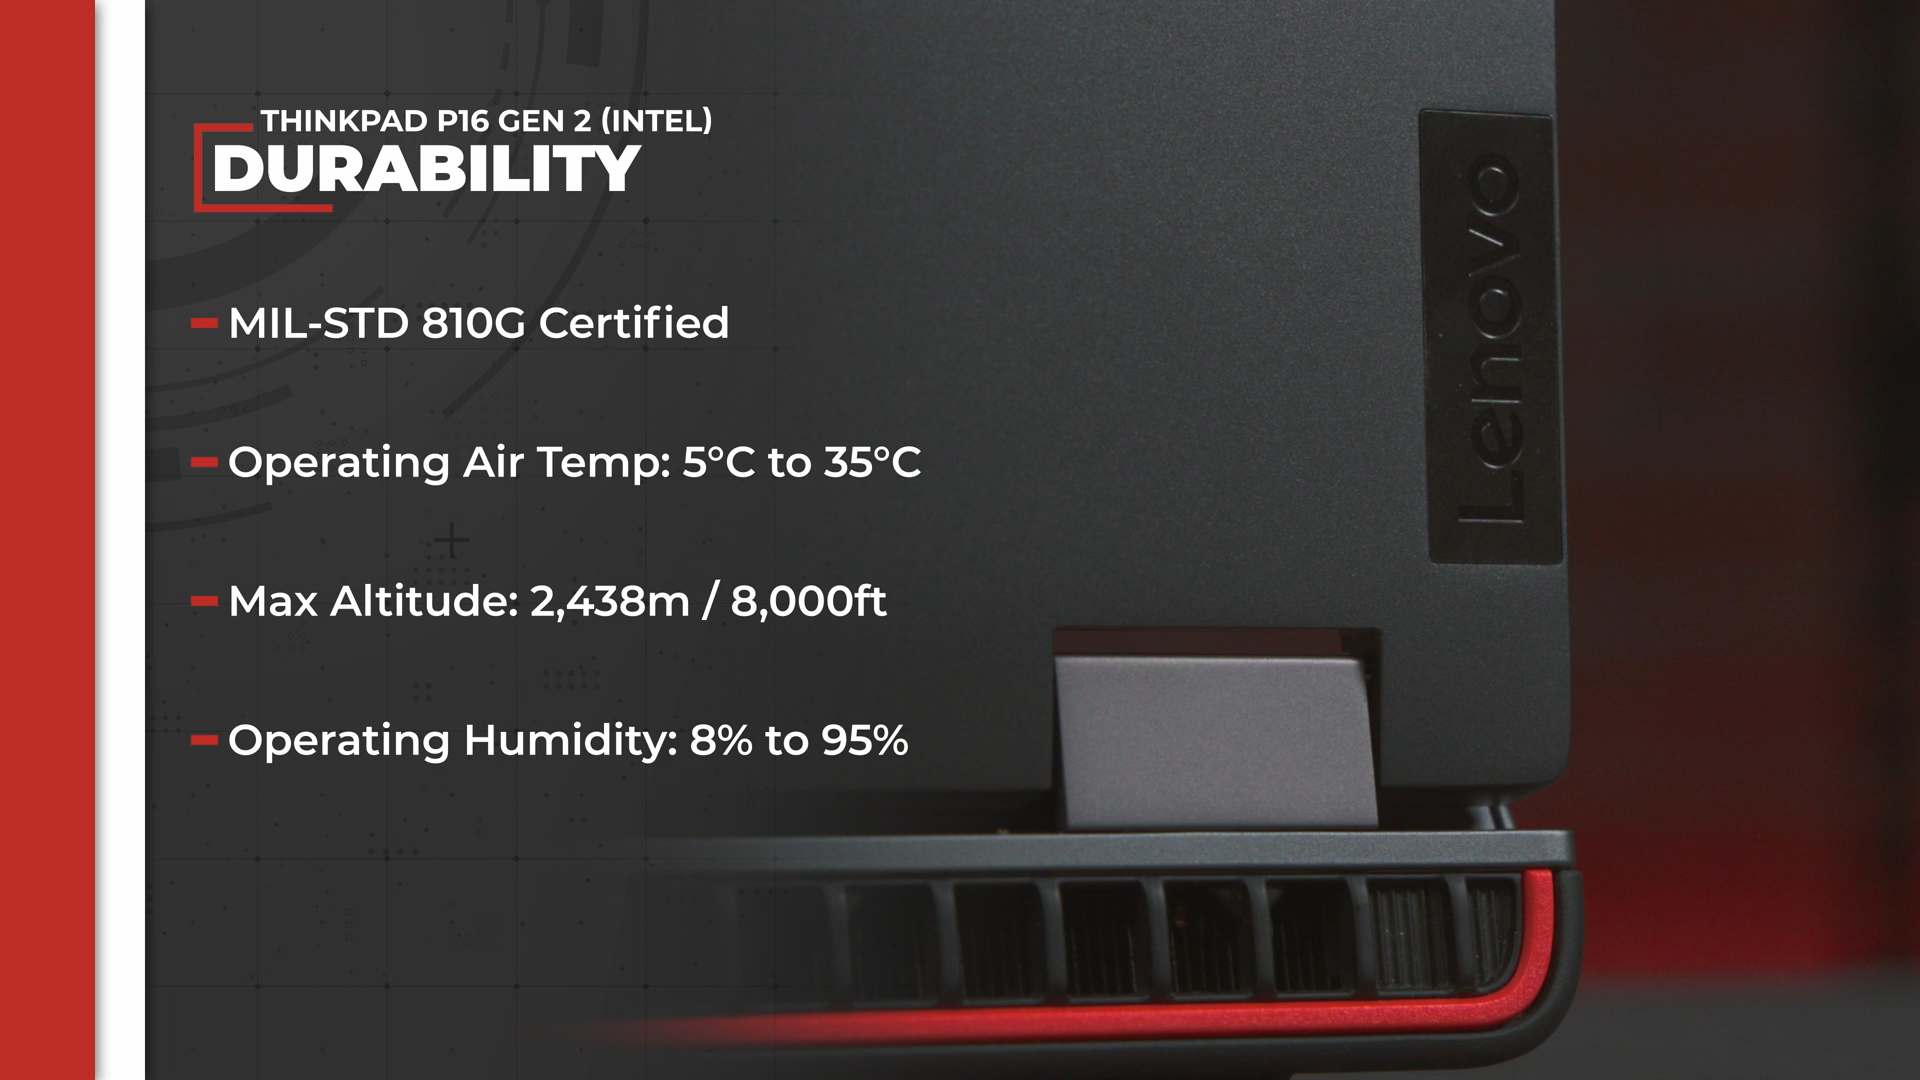 THINKPAD P16 GEN 2 (INTEL)
DURABILITY
MIL-STD 810G Certified
Operating Air Temp: 5°C to 35°C
Max Altitude: 2,438m / 8,000ft
Operating Humidity: 8% to 95%
Lenovo